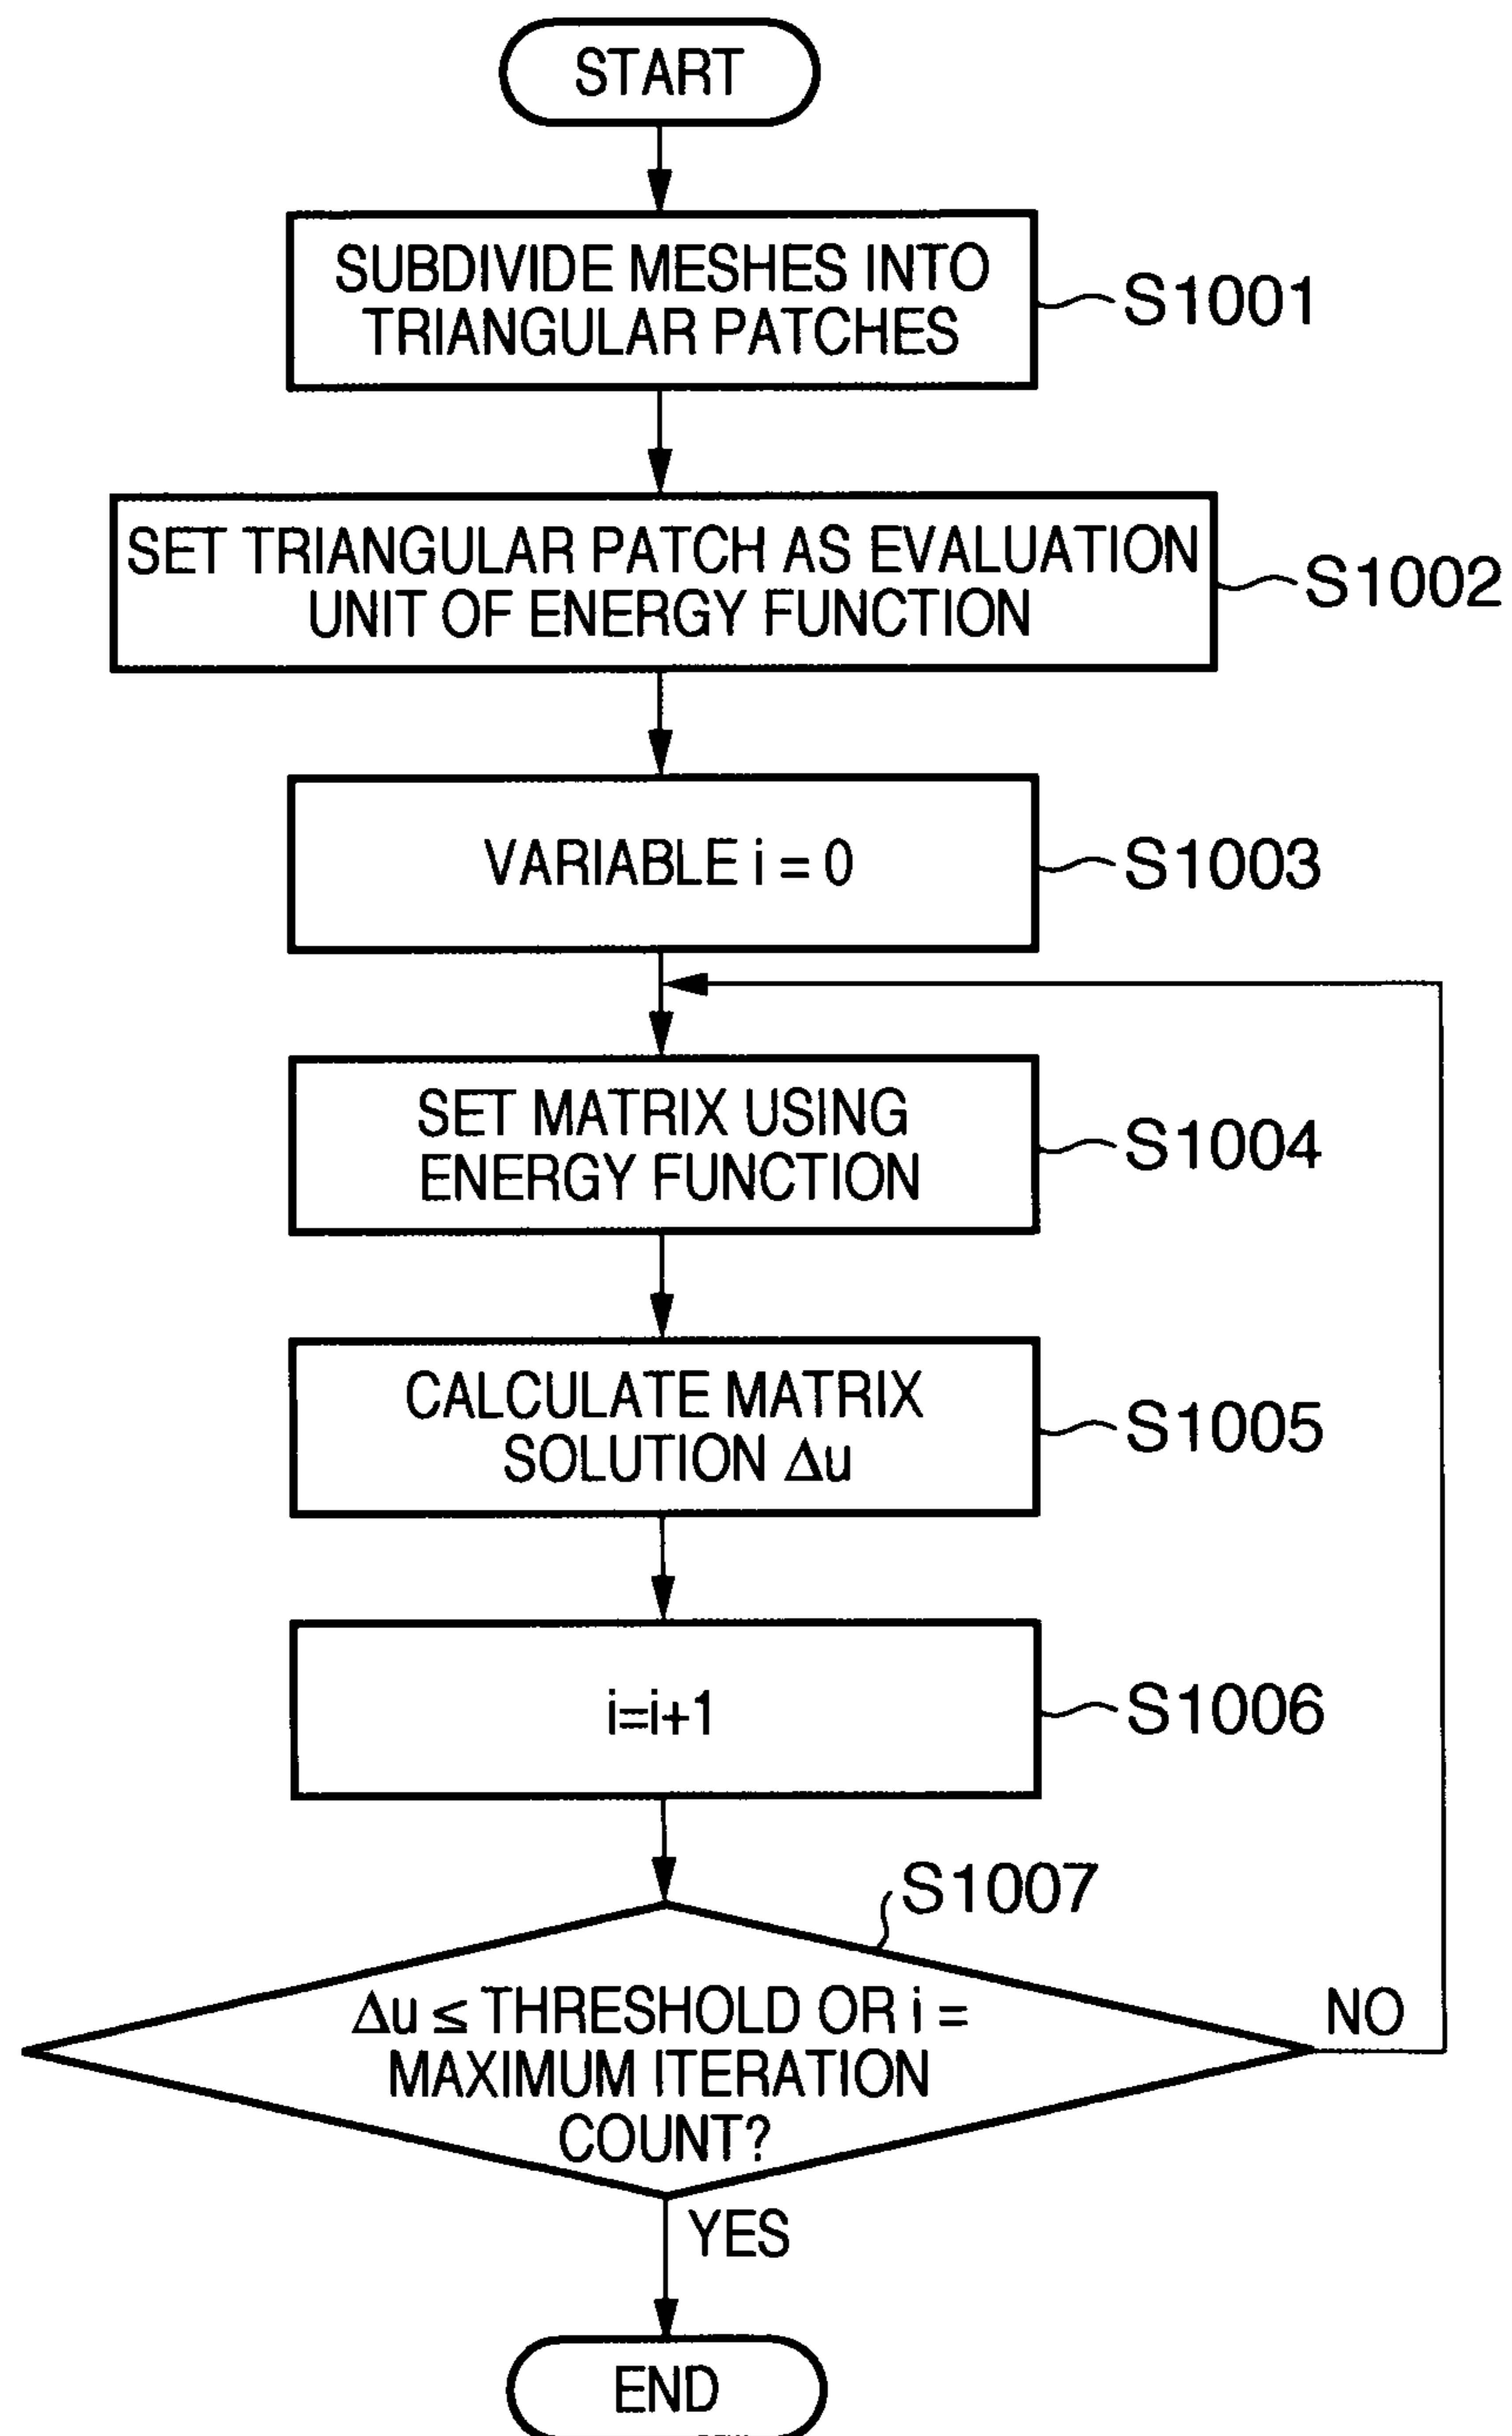 START
SUBDIVIDE MESHES INTO
TRIANGULAR PATCHES
S1001
SET TRIANGULAR PATCH AS EVALUATION
UNIT OF ENERGY FUNCTION
S1002
VARIABLE i = 0
S1003
SET MATRIX USING
ENERGY FUNCTION
S1004
CALCULATE MATRIX
SOLUTION Δu
S1005
i=i+1
S1006
S1007
Δu ≤ THRESHOLD OR i =
MAXIMUM ITERATION
COUNT?
NO
YES
END